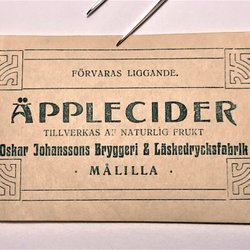 FÖRVARAS LIGGANDE.
ÄPPLECIDER
TILLVERKAS AF NATURLIG FRUKT
Oskar Johanssons Bryggeri & Läskedrycksfabrik
· MÅLILLA ·